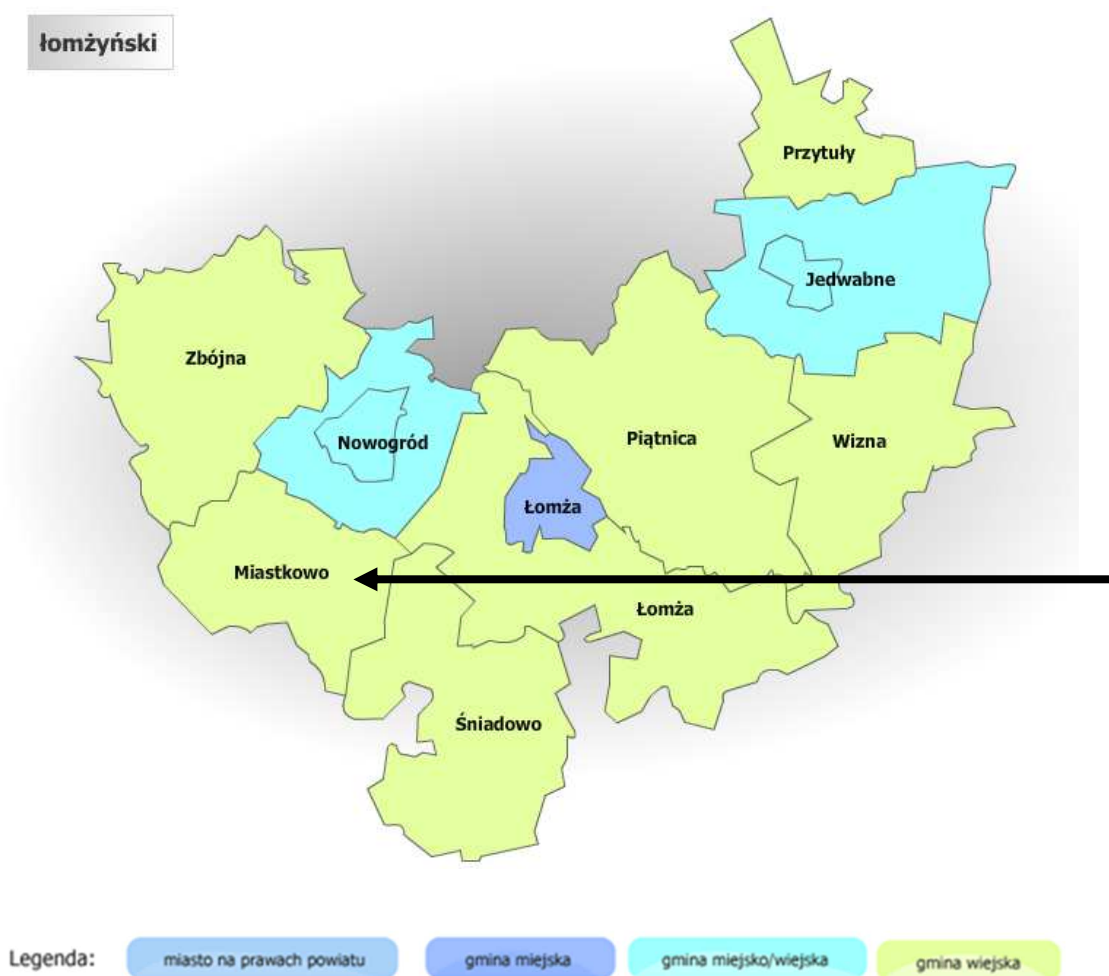 łomżyński
Przytuły
Jedwabne
Zbójna
Nowogród
Piątnica
Wizna
Łomża
Miastkowo
Łomża
Śniadowo
Legenda: miasto na prawach powiatu gmina miejska gmina miejsko/wiejska gmina wiejska